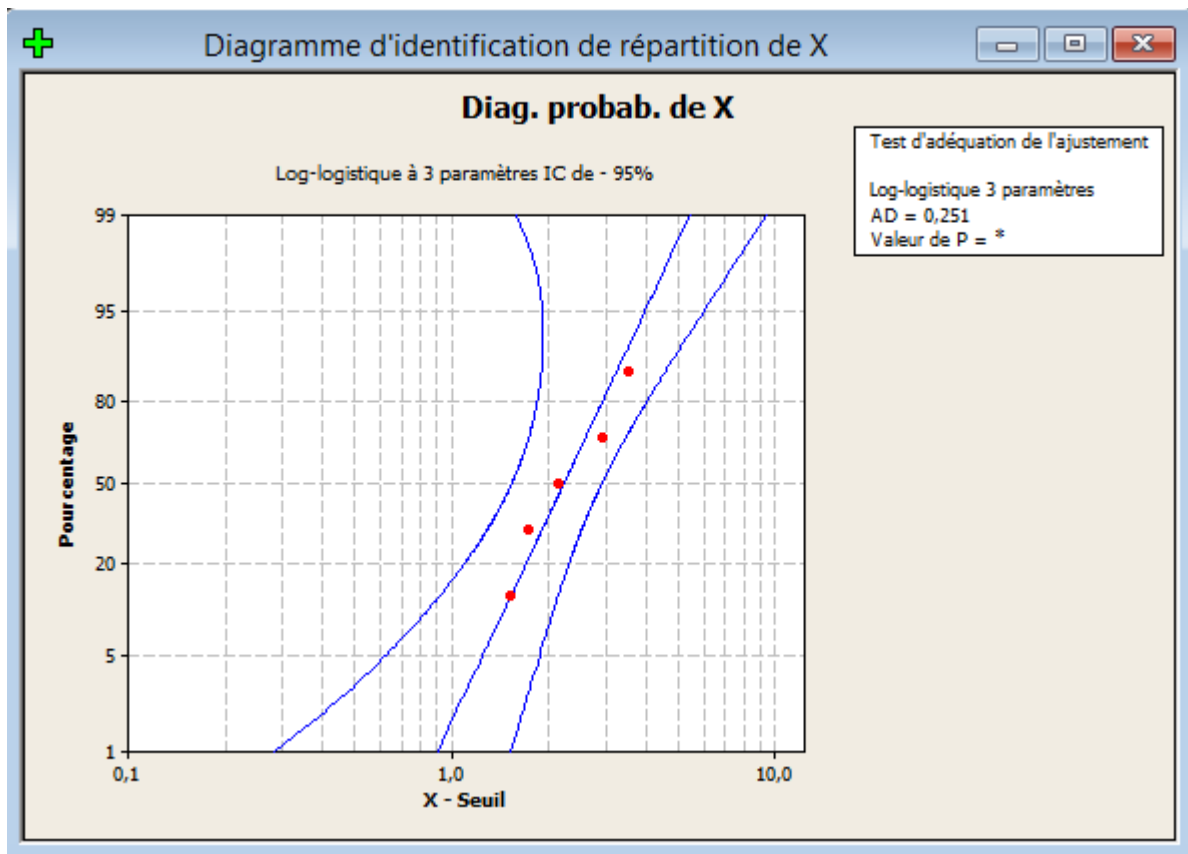 Diagramme d'identification de répartition de X
Diag. probab. de X
Log-logistique à 3 paramètres IC de - 95%
Test d'adéquation de l'ajustement
Log-logistique 3 paramètres
AD = 0,251
Valeur de P = *
99
95
80
50
20
5
1
Pourcentage
0,1
1,0
10,0
X - Seuil